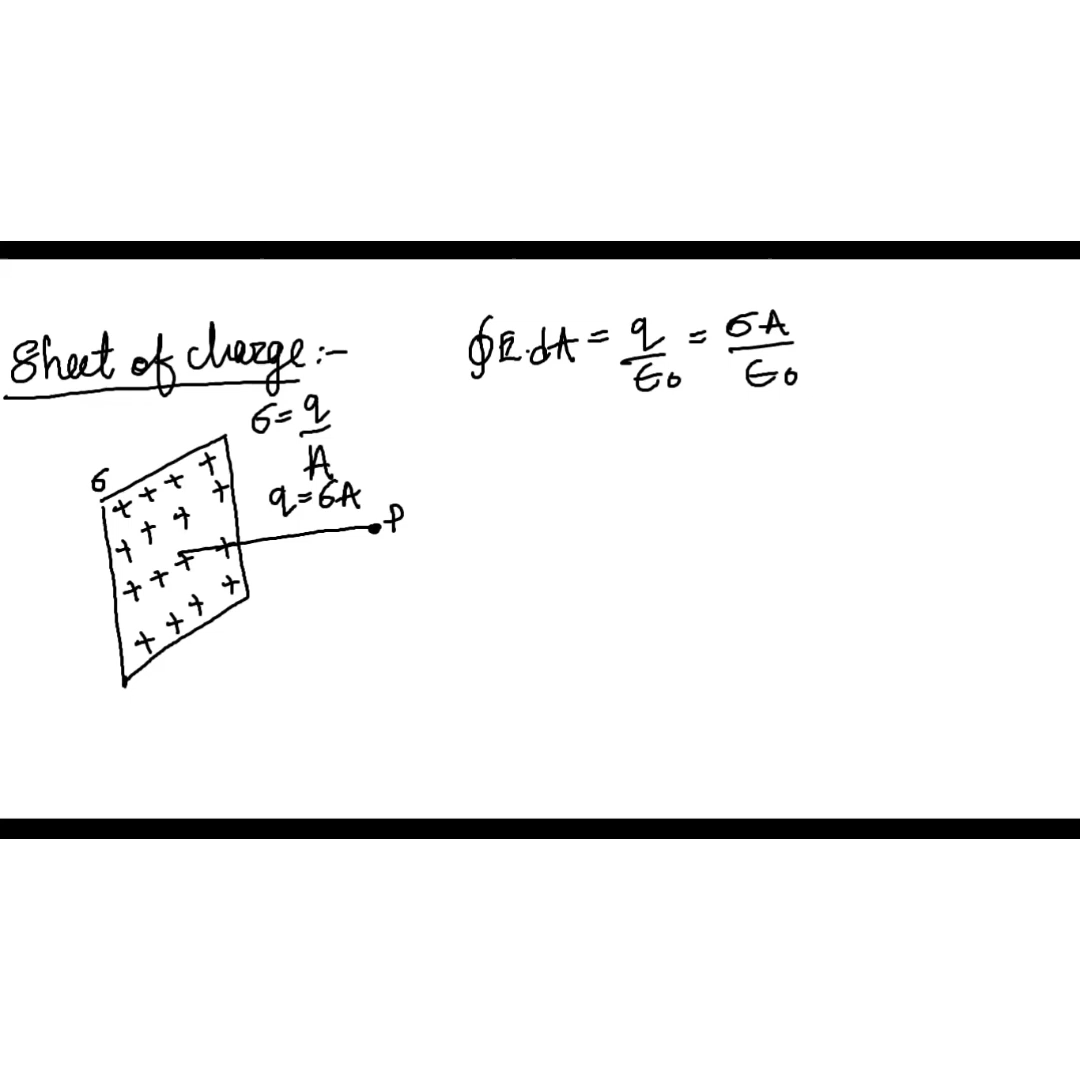 Sheet of charge :-
∮E.dA = q/ε₀ = σA/ε₀
σ = q/A
σ
q = σA
P
+ + + +
+ + + +
+ + +
+ + + +
+ + +